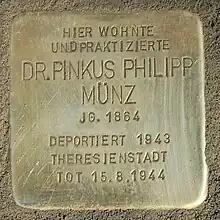 HIER WOHNTE
UND PRAKTIZIERTE
DR. PINKUS PHILIPP
MÜNZ
JG. 1864
DEPORTIERT 1943
THERESIENSTADT
TOT 15.8.1944